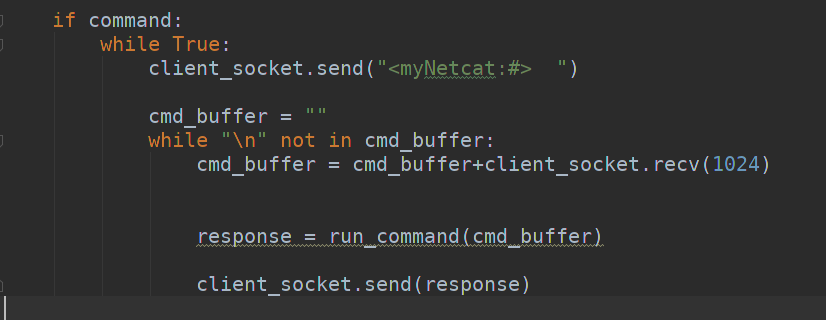 if command:
while True:
client_socket.send("<myNetcat:#>  ")
cmd_buffer = ""
while "\n" not in cmd_buffer:
cmd_buffer = cmd_buffer+client_socket.recv(1024)
response = run_command(cmd_buffer)
client_socket.send(response)